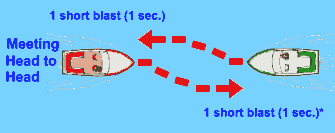 1 short blast (1 sec.)
Meeting
Head to
Head
1 short blast (1 sec.)*